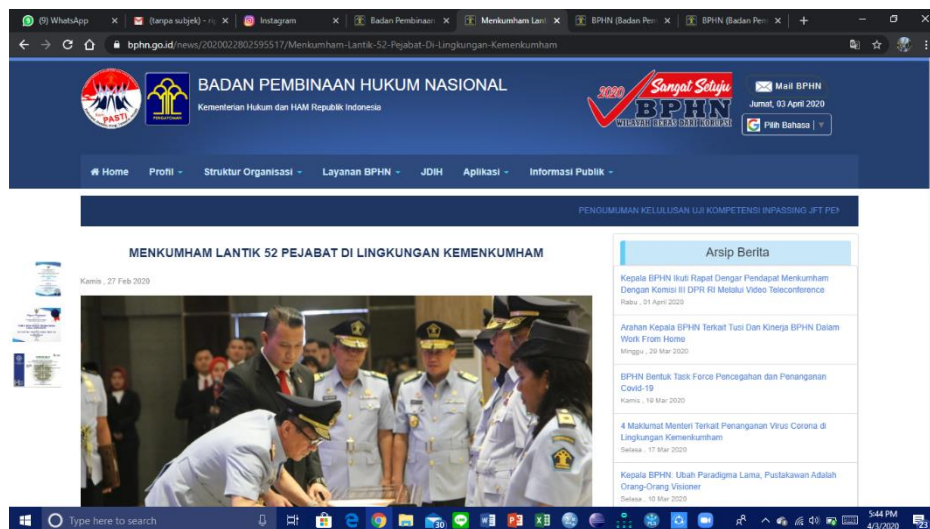 (9) WhatsApp
(tanpa subjek) - ri
Instagram
Badan Pembinaan
Menkumham Lanti
BPHN (Badan Pem
BPHN (Badan Pem
bphn.go.id/news/2020022802595517/Menkumham-Lantik-52-Pejabat-Di-Lingkungan-Kemenkumham
PASTI
PENGAYOMAN
BADAN PEMBINAAN HUKUM NASIONAL
Kementerian Hukum dan HAM Republik Indonesia
2020 Sangat Setuju
BPHN
WILAYAH BEBAS DARI KORUPSI
Mail BPHN
Jumat, 03 April 2020
Pilih Bahasa
Home
Profil
Struktur Organisasi
Layanan BPHN
JDIH
Aplikasi
Informasi Publik
PENGUMUMAN KELULUSAN UJI KOMPETENSI INPASSING JFT PEN
MENKUMHAM LANTIK 52 PEJABAT DI LINGKUNGAN KEMENKUMHAM
Kamis , 27 Feb 2020
Arsip Berita
Kepala BPHN Ikuti Rapat Dengar Pendapat Menkumham
Dengan Komisi III DPR RI Melalui Video Teleconference
Rabu , 01 April 2020
Arahan Kepala BPHN Terkait Tusi Dan Kinerja BPHN Dalam
Work From Home
Minggu , 29 Mar 2020
BPHN Bentuk Task Force Pencegahan dan Penanganan
Covid-19
Kamis , 19 Mar 2020
4 Maklumat Menteri Terkait Penanganan Virus Corona di
Lingkungan Kemenkumham
Selasa , 17 Mar 2020
Kepala BPHN: Ubah Paradigma Lama, Pustakawan Adalah
Orang-Orang Visioner
Selasa , 10 Mar 2020
Type here to search
30
5:44 PM
4/3/2020
23